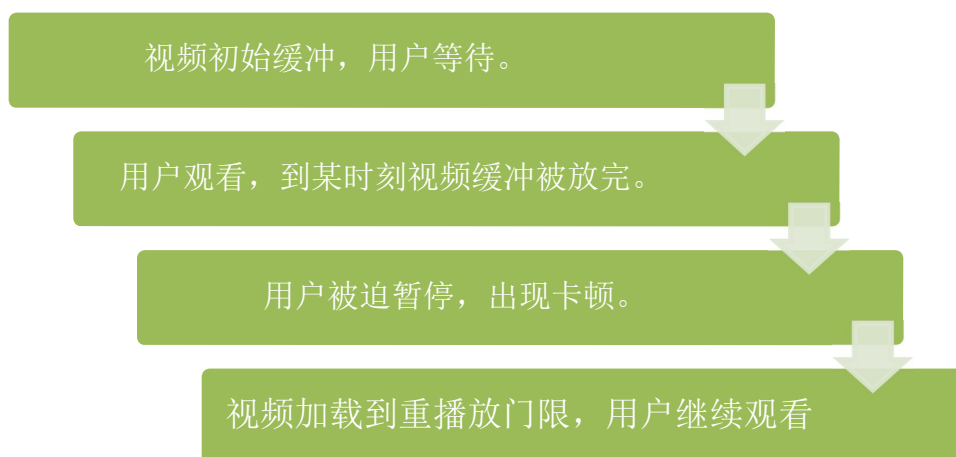 视频初始缓冲，用户等待。
用户观看，到某时刻视频缓冲被放完。
用户被迫暂停，出现卡顿。
视频加载到重播放门限，用户继续观看